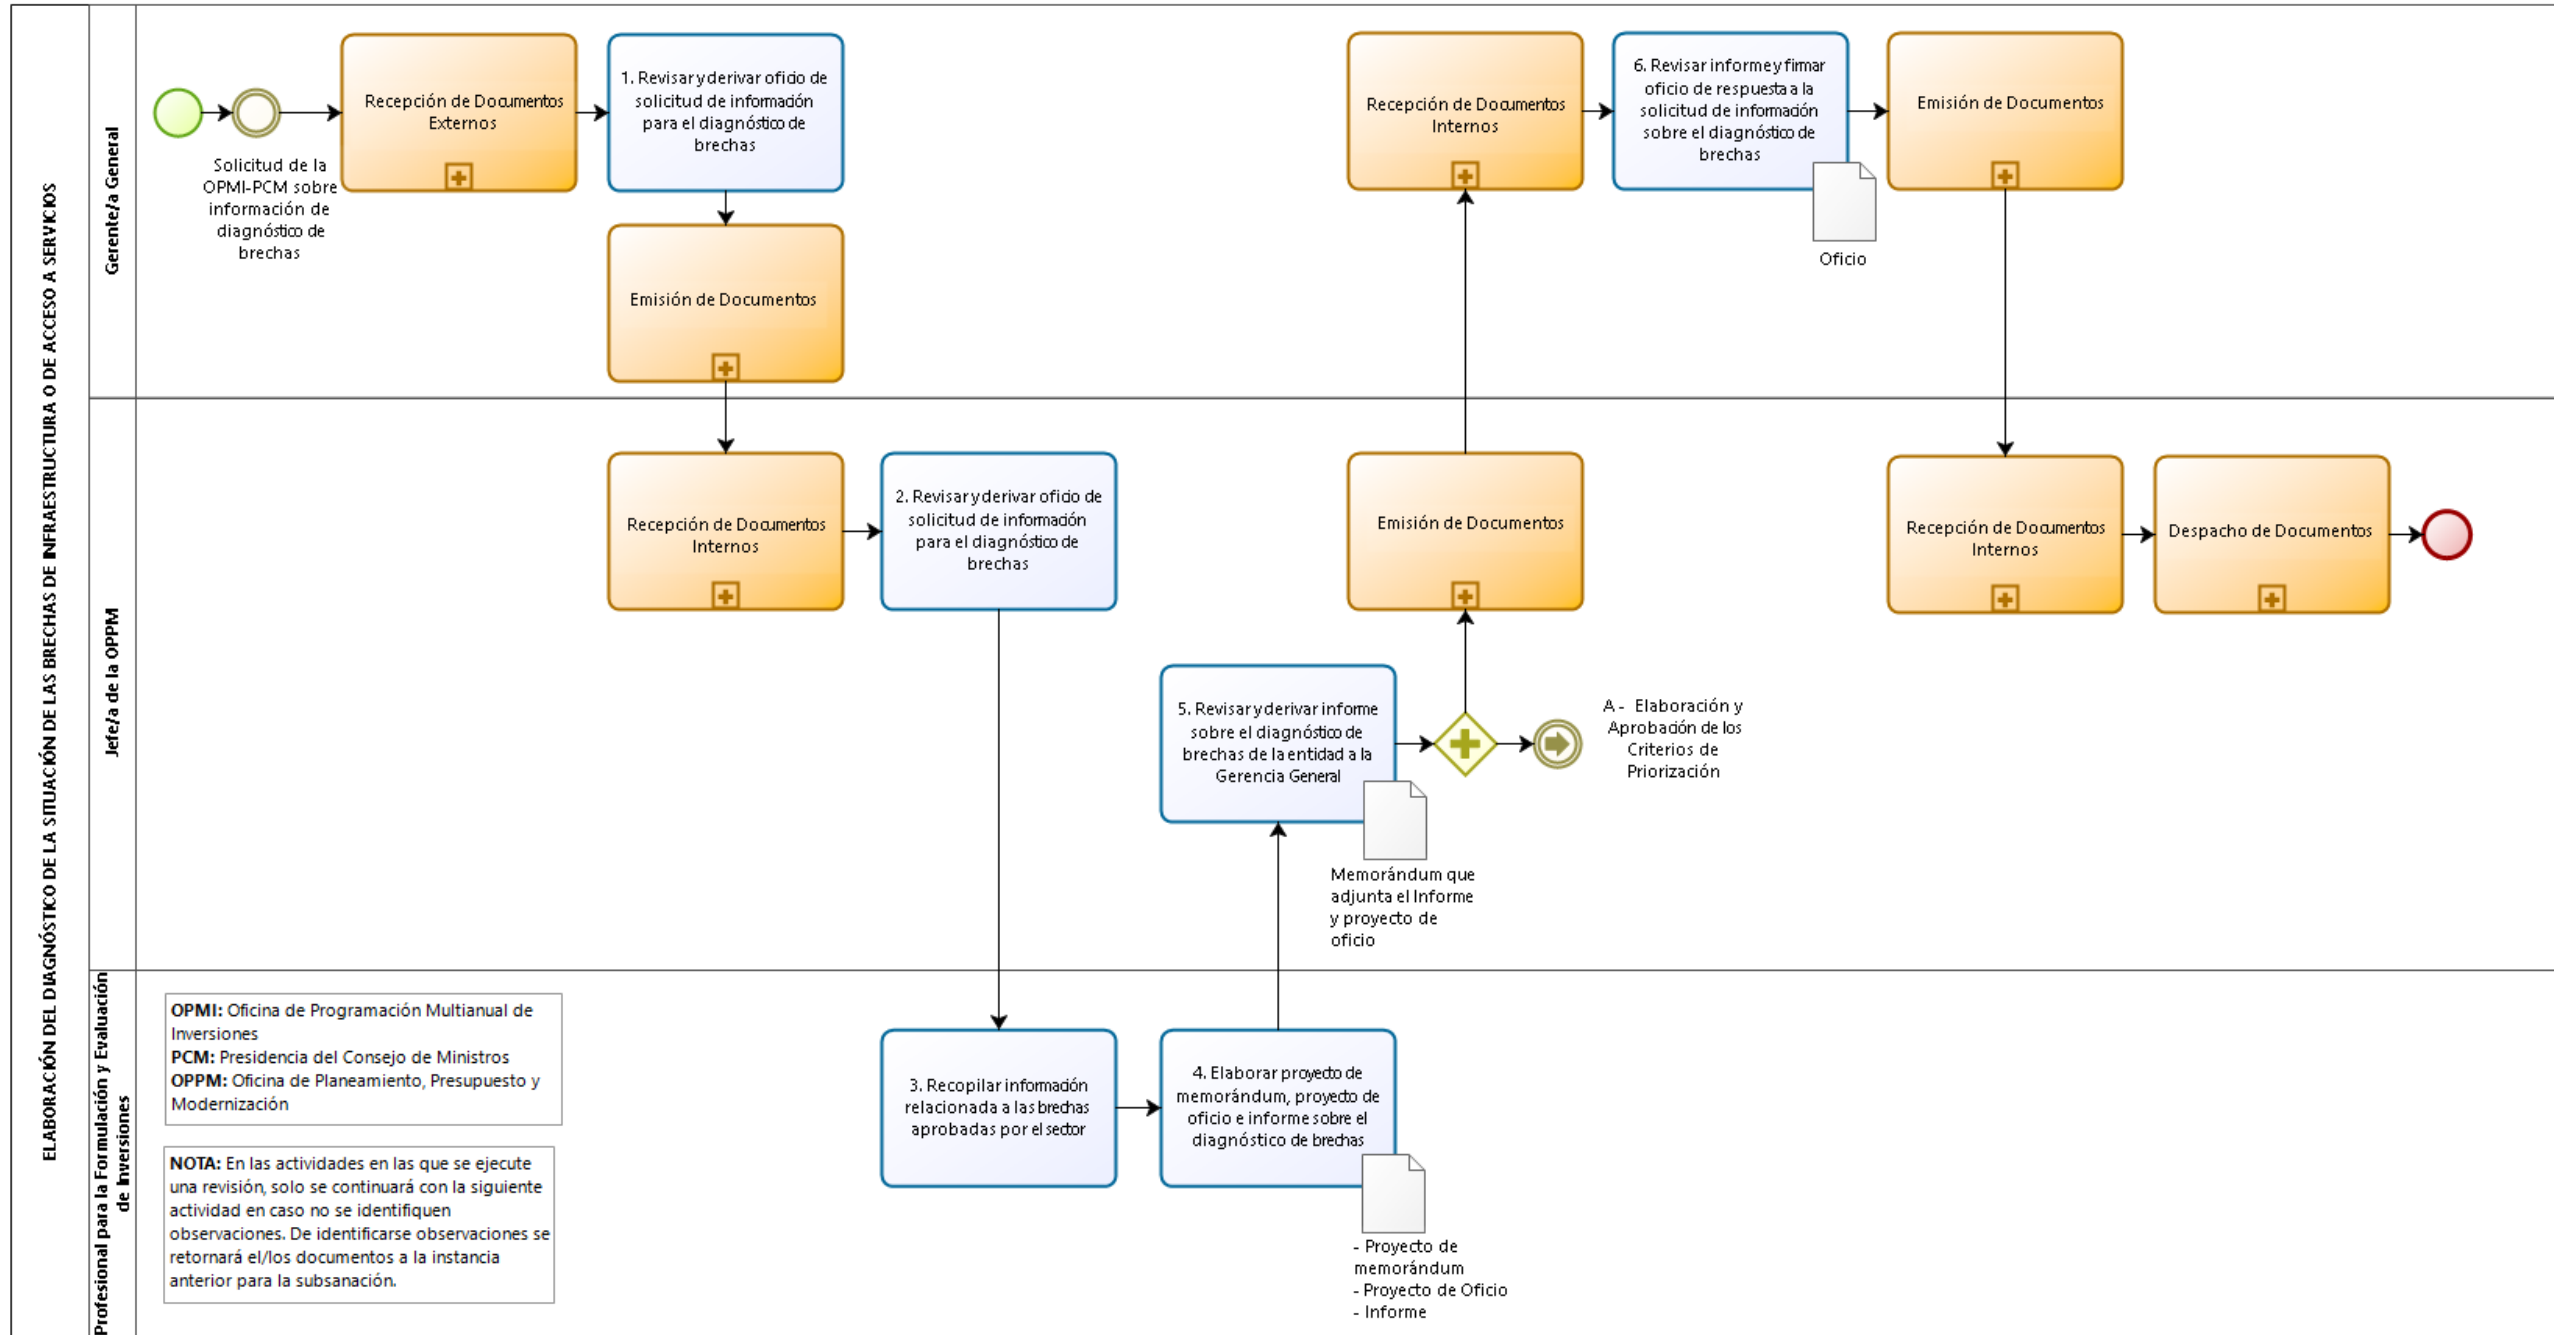 ELABORACIÓN DEL DIAGNÓSTICO DE LA SITUACIÓN DE LAS BRECHAS DE INFRAESTRUCTURA O DE ACCESO A SERVICIOS
Gerente/a General
Solicitud de la
OPMI-PCM sobre
información de
diagnóstico de
brechas
Recepción de Documentos
Externos
1. Revisar y derivar oficio de
solicitud de información
para el diagnóstico de
brechas
Emisión de Documentos
Recepción de Documentos
Internos
6. Revisar informe y firmar
oficio de respuesta a la
solicitud de información
sobre el diagnóstico de
brechas
Oficio
Emisión de Documentos
Jefe/a de la OPPM
Recepción de Documentos
Internos
2. Revisar y derivar oficio de
solicitud de información
para el diagnóstico de
brechas
Emisión de Documentos
Recepción de Documentos
Internos
Despacho de Documentos
5. Revisar y derivar informe
sobre el diagnóstico de
brechas de la entidad a la
Gerencia General
Memorándum que
adjunta el Informe
y proyecto de
oficio
A - Elaboración y
Aprobación de los
Criterios de
Priorización
Profesional para la Formulación y Evaluación
de Inversiones
OPMI: Oficina de Programación Multianual de
Inversiones
PCM: Presidencia del Consejo de Ministros
OPPM: Oficina de Planeamiento, Presupuesto y
Modernización
NOTA: En las actividades en las que se ejecute
una revisión, solo se continuará con la siguiente
actividad en caso no se identifiquen
observaciones. De identificarse observaciones se
retornará el/los documentos a la instancia
anterior para la subsanación.
3. Recopilar información
relacionada a las brechas
aprobadas por el sector
4. Elaborar proyecto de
memorándum, proyecto de
oficio e informe sobre el
diagnóstico de brechas
- Proyecto de
memorándum
- Proyecto de Oficio
- Informe